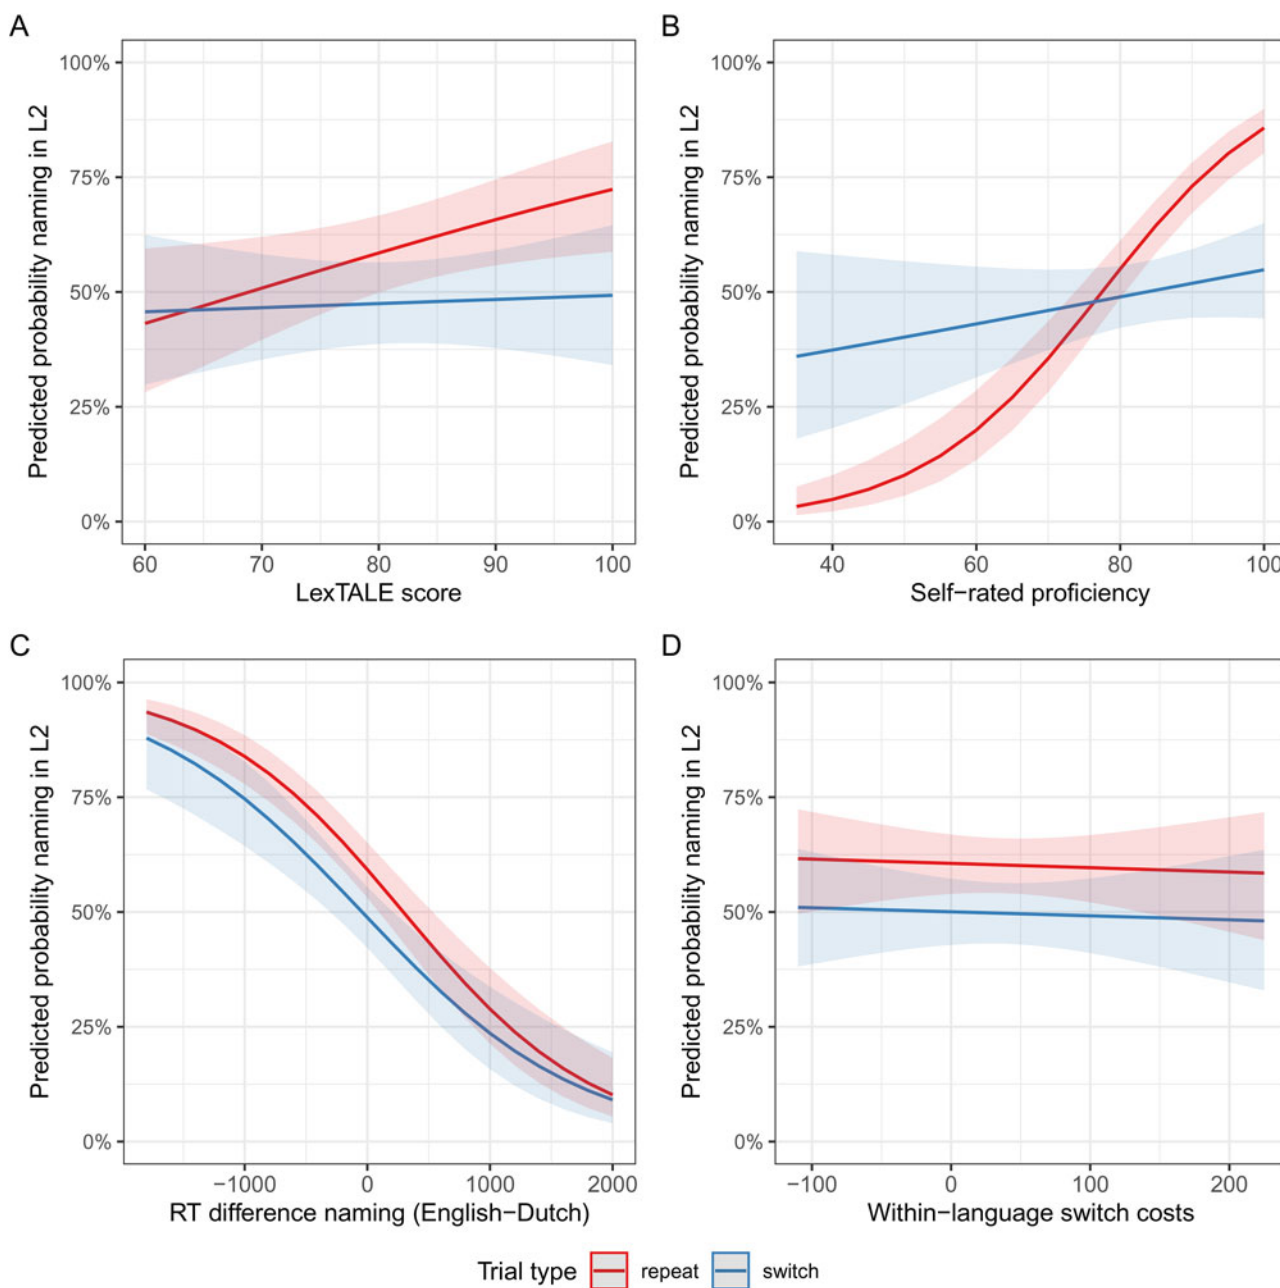 A
Predicted probability naming in L2
100%
75%
50%
25%
0%
60 70 80 90 100
LexTALE score
B
Predicted probability naming in L2
100%
75%
50%
25%
0%
40 60 80 100
Self−rated proficiency
C
Predicted probability naming in L2
100%
75%
50%
25%
0%
−1000 0 1000 2000
RT difference naming (English−Dutch)
D
Predicted probability naming in L2
100%
75%
50%
25%
0%
−100 0 100 200
Within−language switch costs
Trial type repeat switch